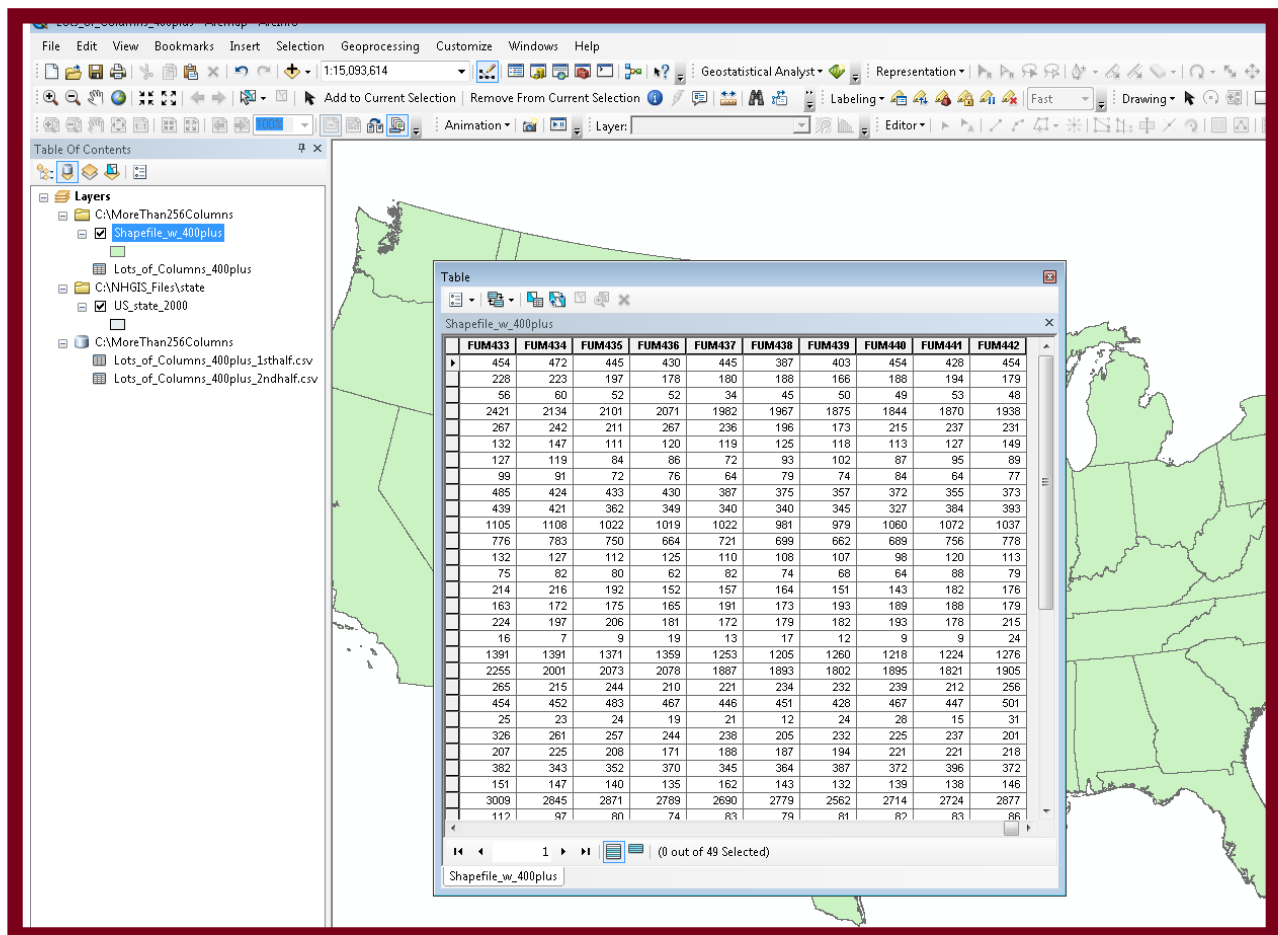 Lots_of_Columns_400plus - ArcMap - ArcInfo
File Edit View Bookmarks Insert Selection Geoprocessing Customize Windows Help
1:15,093,614 Geostatistical Analyst Representation
Add to Current Selection Remove From Current Selection Labeling Fast Drawing
100% Animation Layer: Editor
Table Of Contents
Layers
C:\MoreThan256Columns
Shapefile_w_400plus
Lots_of_Columns_400plus
C:\NHGIS_Files\state
US_state_2000
C:\MoreThan256Columns
Lots_of_Columns_400plus_1sthalf.csv
Lots_of_Columns_400plus_2ndhalf.csv
Table
Shapefile_w_400plus
FUM433 FUM434 FUM435 FUM436 FUM437 FUM438 FUM439 FUM440 FUM441 FUM442
454 472 445 430 445 387 403 454 428 454
228 223 197 178 180 188 166 188 194 179
56 60 52 52 34 45 50 49 53 48
2421 2134 2101 2071 1982 1967 1875 1844 1870 1938
267 242 211 267 236 196 173 215 237 231
132 147 111 120 119 125 118 113 127 149
127 119 84 86 72 93 102 87 95 89
99 91 72 76 64 79 74 84 64 77
485 424 433 430 387 375 357 372 355 373
439 421 362 349 340 340 345 327 384 393
1105 1108 1022 1019 1022 981 979 1060 1072 1037
776 783 750 664 721 699 662 689 756 778
132 127 112 125 110 108 107 98 120 113
75 82 80 62 82 74 68 64 88 79
214 216 192 152 157 164 151 143 182 176
163 172 175 165 191 173 193 189 188 179
224 197 206 181 172 179 182 193 178 215
16 7 9 19 13 17 12 9 9 24
1391 1391 1371 1359 1253 1205 1260 1218 1224 1276
2255 2001 2073 2078 1887 1893 1802 1895 1821 1905
265 215 244 210 221 234 232 239 212 256
454 452 483 467 446 451 428 467 447 501
25 23 24 19 21 12 24 28 15 31
326 261 257 244 238 205 232 225 237 201
207 225 208 171 188 187 194 221 221 218
382 343 352 370 345 364 387 372 396 372
151 147 140 135 162 143 132 139 138 146
3009 2845 2871 2789 2690 2779 2562 2714 2724 2877
112 97 80 74 83 79 81 82 83 86
1 (0 out of 49 Selected)
Shapefile_w_400plus